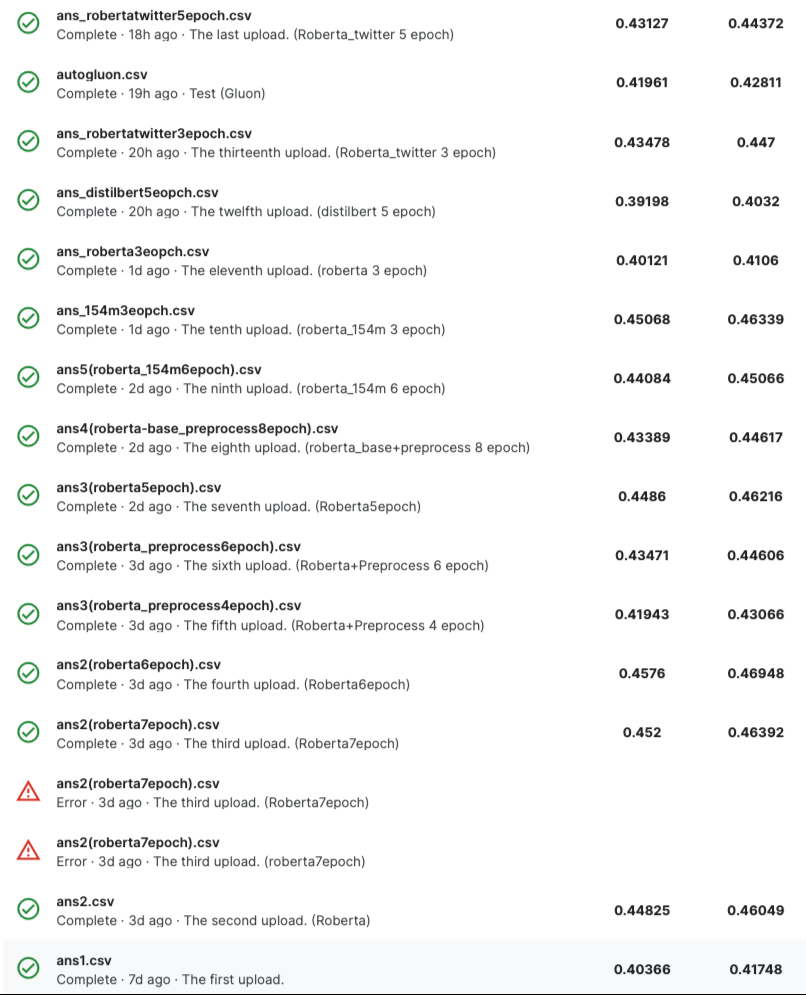 ans_robertatwitter5epoch.csv
Complete · 18h ago · The last upload. (Roberta_twitter 5 epoch)
0.43127 0.44372
autogluon.csv
Complete · 19h ago · Test (Gluon)
0.41961 0.42811
ans_robertatwitter3epoch.csv
Complete · 20h ago · The thirteenth upload. (Roberta_twitter 3 epoch)
0.43478 0.447
ans_distilbert5eopch.csv
Complete · 20h ago · The twelfth upload. (distilbert 5 epoch)
0.39198 0.4032
ans_roberta3eopch.csv
Complete · 1d ago · The eleventh upload. (roberta 3 epoch)
0.40121 0.4106
ans_154m3eopch.csv
Complete · 1d ago · The tenth upload. (roberta_154m 3 epoch)
0.45068 0.46339
ans5(roberta_154m6epoch).csv
Complete · 2d ago · The ninth upload. (roberta_154m 6 epoch)
0.44084 0.45066
ans4(roberta-base_preprocess8epoch).csv
Complete · 2d ago · The eighth upload. (roberta_base+preprocess 8 epoch)
0.43389 0.44617
ans3(roberta5epoch).csv
Complete · 2d ago · The seventh upload. (Roberta5epoch)
0.4486 0.46216
ans3(roberta_preprocess6epoch).csv
Complete · 3d ago · The sixth upload. (Roberta+Preprocess 6 epoch)
0.43471 0.44606
ans3(roberta_preprocess4epoch).csv
Complete · 3d ago · The fifth upload. (Roberta+Preprocess 4 epoch)
0.41943 0.43066
ans2(roberta6epoch).csv
Complete · 3d ago · The fourth upload. (Roberta6epoch)
0.4576 0.46948
ans2(roberta7epoch).csv
Complete · 3d ago · The third upload. (Roberta7epoch)
0.452 0.46392
ans2(roberta7epoch).csv
Error · 3d ago · The third upload. (Roberta7epoch)
ans2(roberta7epoch).csv
Error · 3d ago · The third upload. (roberta7epoch)
ans2.csv
Complete · 3d ago · The second upload. (Roberta)
0.44825 0.46049
ans1.csv
Complete · 7d ago · The first upload.
0.40366 0.41748